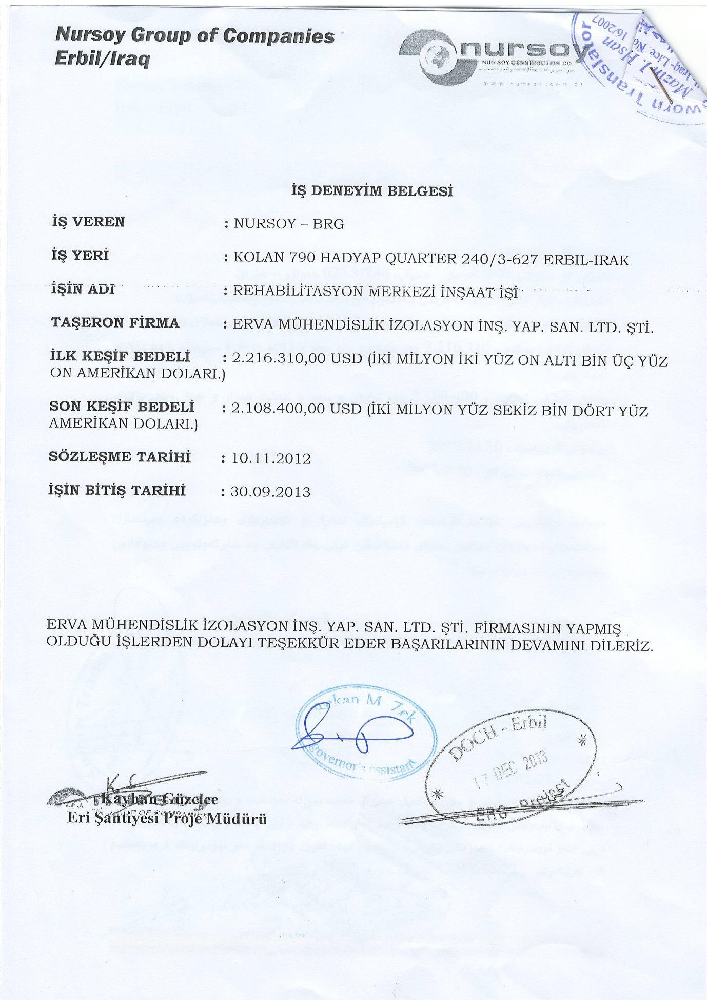 Nursoy Group of Companies
Erbil/Iraq
nursoy
NUR SOY CONSTRUCTION CO.
www.nursoy.com.tr
Sworn Translator
Mazin I. Hsan
Iraq- Lice. No. 16/2007
İŞ DENEYİM BELGESİ
İŞ VEREN : NURSOY – BRG
İŞ YERİ : KOLAN 790 HADYAP QUARTER 240/3-627 ERBIL-IRAK
İŞİN ADI : REHABİLİTASYON MERKEZİ İNŞAAT İŞİ
TAŞERON FİRMA : ERVA MÜHENDİSLİK İZOLASYON İNŞ. YAP. SAN. LTD. ŞTİ.
İLK KEŞİF BEDELİ : 2.216.310,00 USD (İKİ MİLYON İKİ YÜZ ON ALTI BİN ÜÇ YÜZ
ON AMERİKAN DOLARI.)
SON KEŞİF BEDELİ : 2.108.400,00 USD (İKİ MİLYON YÜZ SEKİZ BİN DÖRT YÜZ
AMERİKAN DOLARI.)
SÖZLEŞME TARİHİ : 10.11.2012
İŞİN BİTİŞ TARİHİ : 30.09.2013
ERVA MÜHENDİSLİK İZOLASYON İNŞ. YAP. SAN. LTD. ŞTİ. FİRMASININ YAPMIŞ
OLDUĞU İŞLERDEN DOLAYI TEŞEKKÜR EDER BAŞARILARININ DEVAMINI DİLERİZ.
M Zek
governor's assistant
DOCH - Erbil
17 DEC 2013
ERC Project
nursoy
GROUP OF COMPANIES
Kayhan Güzelce
Eri Şantiyesi Proje Müdürü